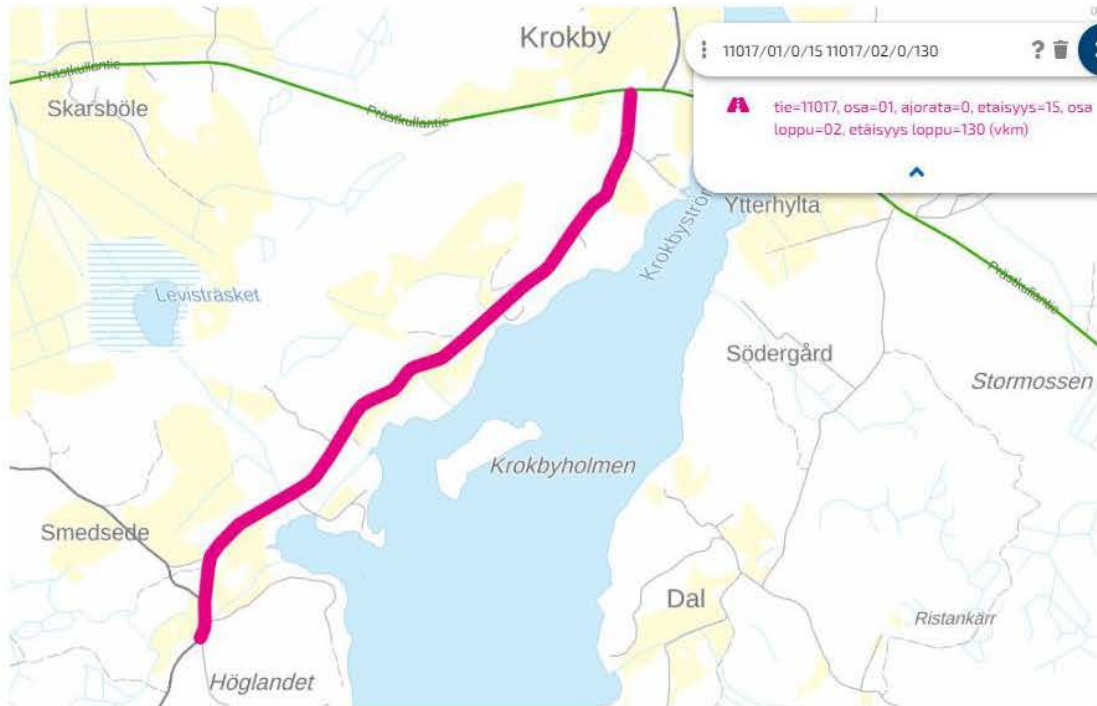 Krokby
11017/01/0/15 11017/02/0/130
?
tie=11017, osa=01, ajorata=0, etaisyys=15, osa
loppu=02, etäisyys loppu=130 (vkm)
Prästkullantie
Skarsböle
Prästkullantie
Krokbyström
Ytterhylta
Levisträsket
Prästkullantie
Södergård
Stormossen
Krokbyholmen
Smedsede
Dal
Ristankärr
Höglandet